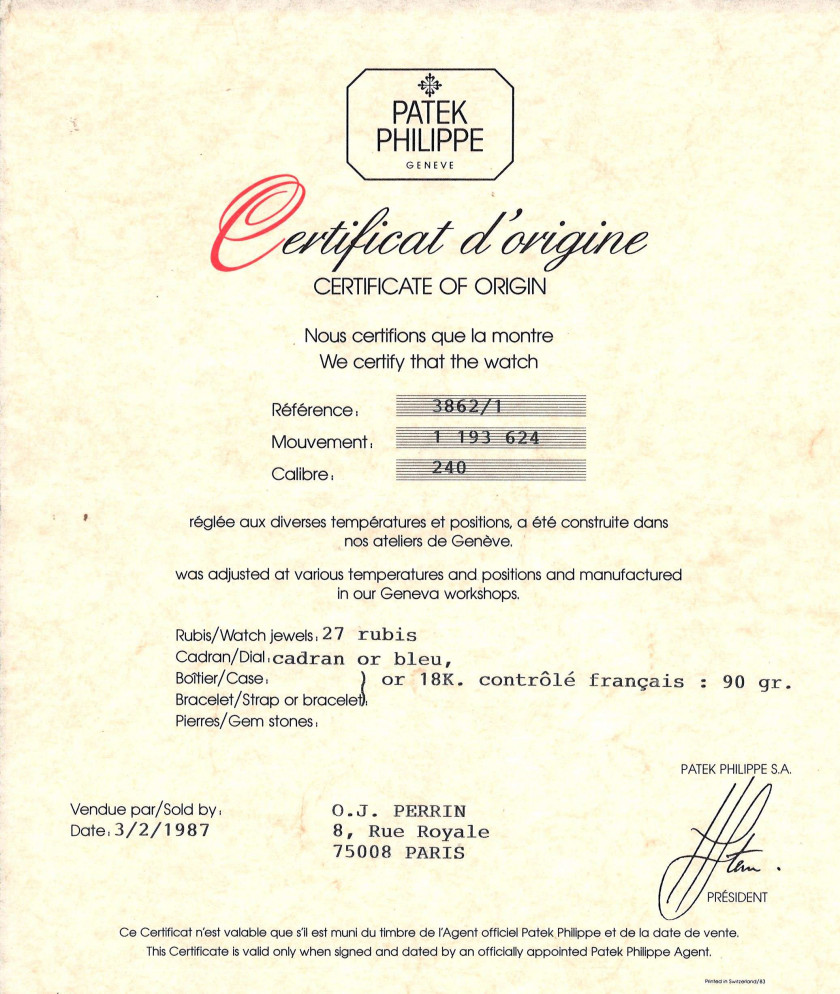 PATEK
PHILIPPE
GENEVE
Certificat d'origine
CERTIFICATE OF ORIGIN
Nous certifions que la montre
We certify that the watch
Référence: 3862/1
Mouvement: 1 193 624
Calibre: 240
réglée aux diverses températures et positions, a été construite dans
nos ateliers de Genève.
was adjusted at various temperatures and positions and manufactured
in our Geneva workshops.
Rubis/Watch jewels: 27 rubis
Cadran/Dial: cadran or bleu,
Boîtier/Case:
} or 18K. contrôlé français : 90 gr.
Bracelet/Strap or bracelet:
Pierres/Gem stones:
PATEK PHILIPPE S.A.
Vendue par/Sold by: O.J. PERRIN
Date: 3/2/1987 8, Rue Royale
75008 PARIS
Stern
PRÉSIDENT
Ce Certificat n'est valable que s'il est muni du timbre de l'Agent officiel Patek Philippe et de la date de vente.
This Certificate is valid only when signed and dated by an officially appointed Patek Philippe Agent.
Printed in Switzerland/83